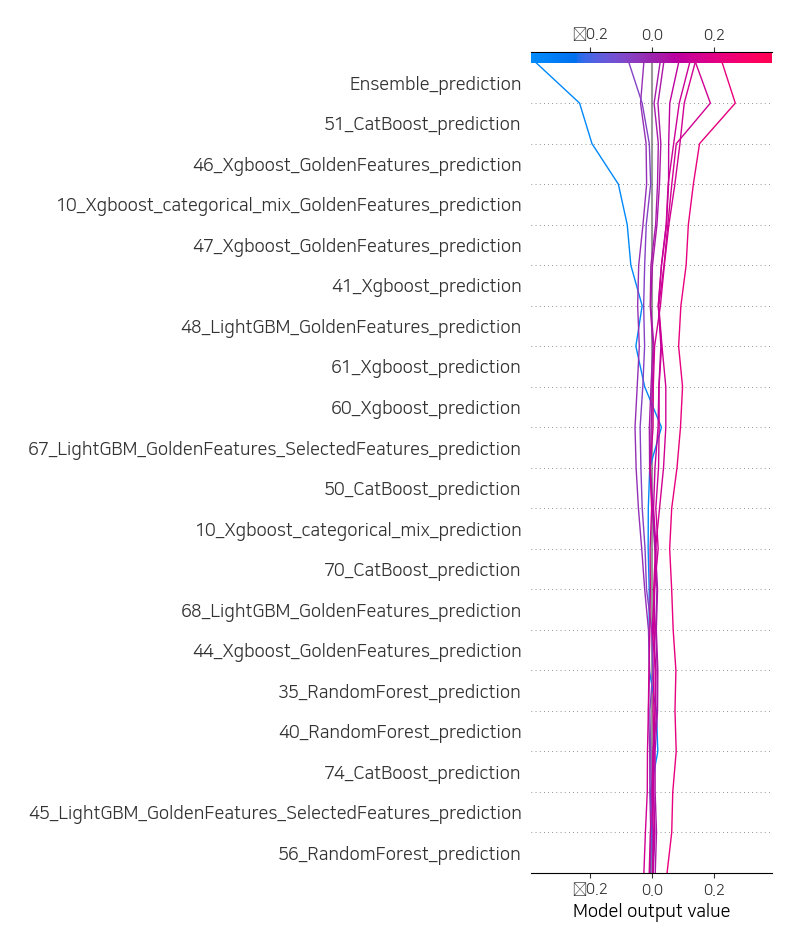 0.2 0.0 0.2
Ensemble_prediction
51_CatBoost_prediction
46_Xgboost_GoldenFeatures_prediction
10_Xgboost_categorical_mix_GoldenFeatures_prediction
47_Xgboost_GoldenFeatures_prediction
41_Xgboost_prediction
48_LightGBM_GoldenFeatures_prediction
61_Xgboost_prediction
60_Xgboost_prediction
67_LightGBM_GoldenFeatures_SelectedFeatures_prediction
50_CatBoost_prediction
10_Xgboost_categorical_mix_prediction
70_CatBoost_prediction
68_LightGBM_GoldenFeatures_prediction
44_Xgboost_GoldenFeatures_prediction
35_RandomForest_prediction
40_RandomForest_prediction
74_CatBoost_prediction
45_LightGBM_GoldenFeatures_SelectedFeatures_prediction
56_RandomForest_prediction
0.2 0.0 0.2
Model output value